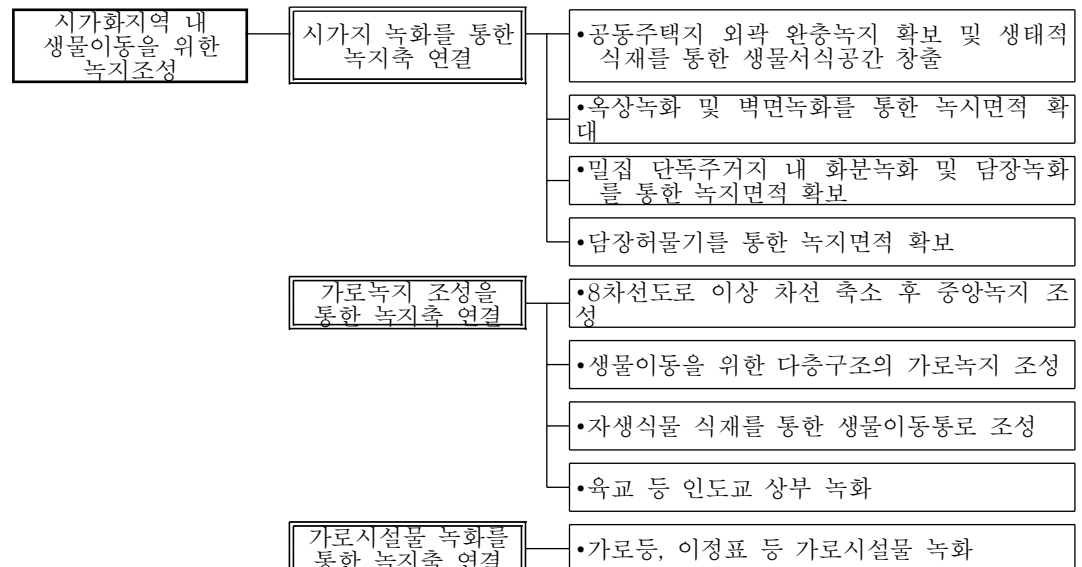 시가화지역 내
생물이동을 위한
녹지조성
시가지 녹화를 통한
녹지축 연결
•공동주택지 외곽 완충녹지 확보 및 생태적
식재를 통한 생물서식공간 창출
•옥상녹화 및 벽면녹화를 통한 녹시면적 확
대
•밀집 단독주거지 내 화분녹화 및 담장녹화
를 통한 녹지면적 확보
•담장허물기를 통한 녹지면적 확보
가로녹지 조성을
통한 녹지축 연결
•8차선도로 이상 차선 축소 후 중앙녹지 조
성
•생물이동을 위한 다층구조의 가로녹지 조성
•자생식물 식재를 통한 생물이동통로 조성
•육교 등 인도교 상부 녹화
가로시설물 녹화를
통한 녹지축 연결
•가로등, 이정표 등 가로시설물 녹화